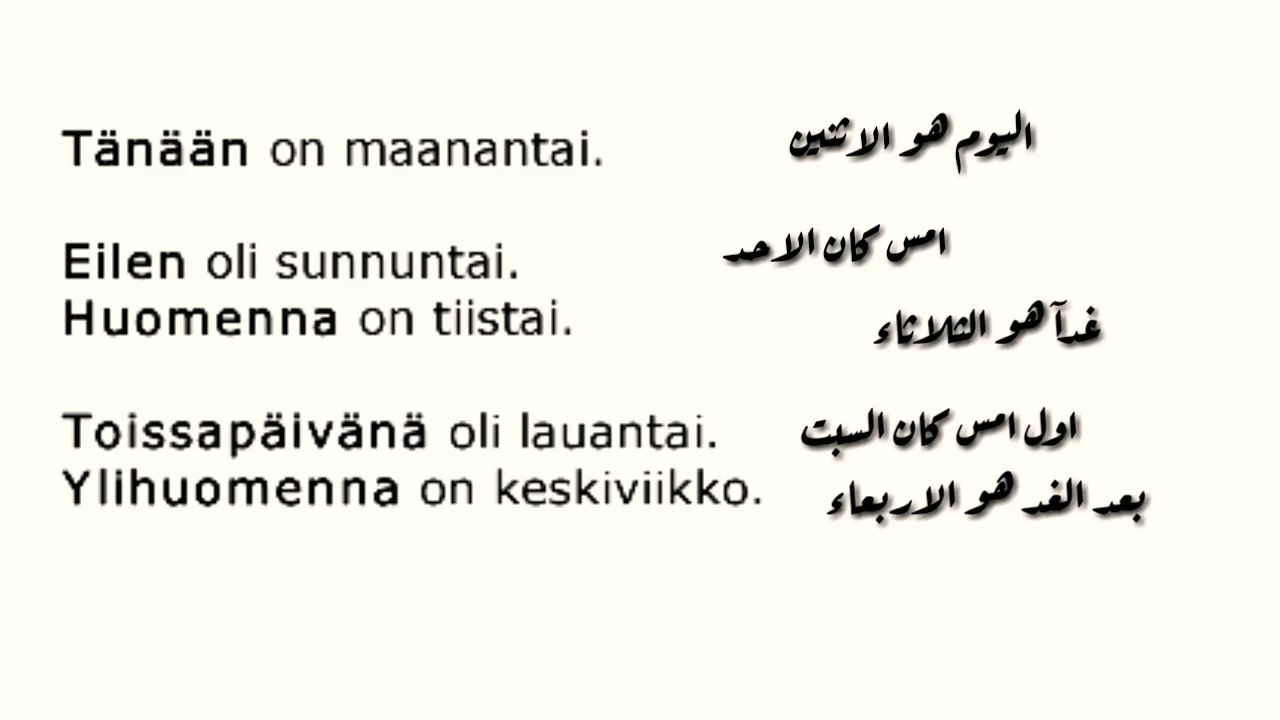 Tänään on maanantai.
اليوم هو الاثنين
Eilen oli sunnuntai.
امس كان الاحد
Huomenna on tiistai.
غدآ هو الثلاثاء
Toissapäivänä oli lauantai.
اول امس كان السبت
Ylihuomenna on keskiviikko.
بعد الغد هو الاربعاء